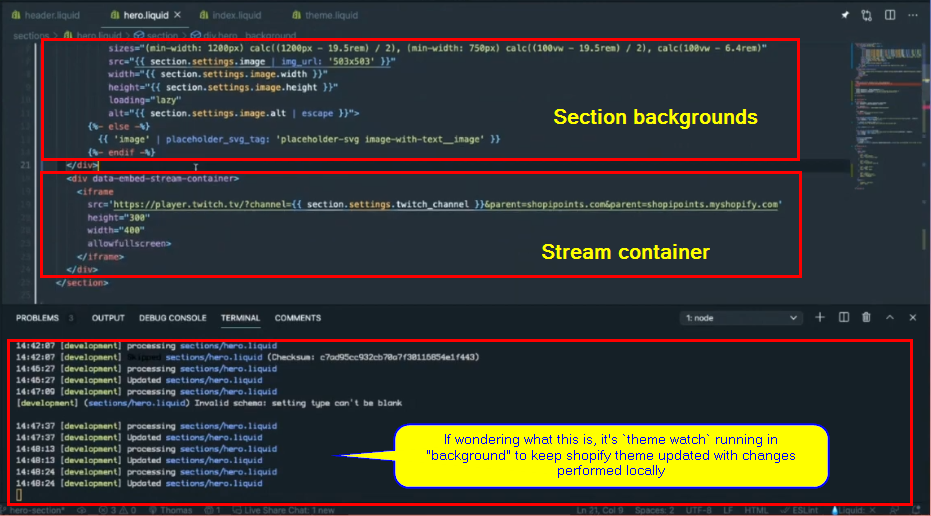 header.liquid hero.liquid index.liquid theme.liquid
sections > hero.liquid > section > div.hero__background
sizes="(min-width: 1200px) calc((1200px - 19.5rem) / 2), (min-width: 750px) calc((100vw - 19.5rem) / 2), calc(100vw - 6.4rem)"
src="{{ section.settings.image | img_url: '503x503' }}"
width="{{ section.settings.image.width }}"
height="{{ section.settings.image.height }}"
loading="lazy"
alt="{{ section.settings.image.alt | escape }}">
{%- else -%}
{{ 'image' | placeholder_svg_tag: 'placeholder-svg image-with-text__image' }}
{%- endif -%}
21 </div>
Section backgrounds
<div data-embed-stream-container>
<iframe
src='https://player.twitch.tv/?channel={{ section.settings.twitch_channel }}&parent=shopipoints.com&parent=shopipoints.myshopify.com'
height="300"
width="400"
allowfullscreen>
</iframe>
</div>
Stream container
</section>
PROBLEMS 3 OUTPUT DEBUG CONSOLE TERMINAL COMMENTS 1: node
14:42:07 [development] processing sections/hero.liquid
14:42:07 [development] Skipped sections/hero.liquid (Checksum: c7ad95cc932cb70a7f30116854e1f443)
14:46:27 [development] processing sections/hero.liquid
14:46:27 [development] Updated sections/hero.liquid
14:47:09 [development] processing sections/hero.liquid
[development] (sections/hero.liquid) Invalid schema: setting type can't be blank
14:47:37 [development] processing sections/hero.liquid
14:47:37 [development] Updated sections/hero.liquid
14:48:13 [development] processing sections/hero.liquid
14:48:13 [development] Updated sections/hero.liquid
14:48:24 [development] processing sections/hero.liquid
14:48:24 [development] Updated sections/hero.liquid
If wondering what this is, it's `theme watch` running in
"background" to keep shopify theme updated with changes
performed locally
hero-section* 3 0 Thomas 1 Live Share Chat: 1 new Ln 21, Col 9 Spaces: 2 UTF-8 LF HTML ESLint Liquid: